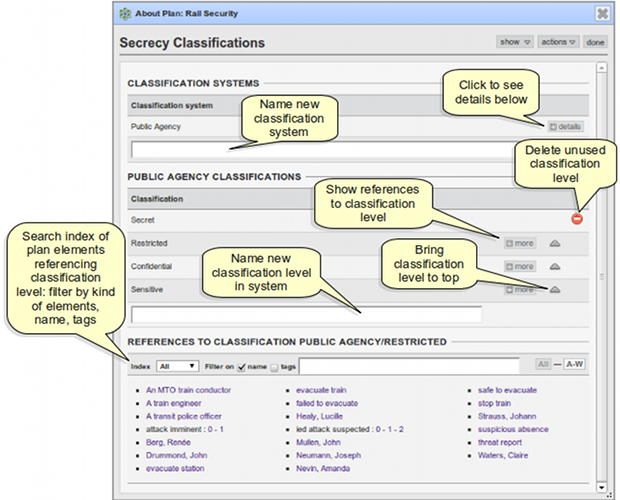 About Plan: Rail Security
Secrecy Classifications
show
actions
done
CLASSIFICATION SYSTEMS
Click to see
details below
Classification system
Name new
classification
system
Public Agency
details
Delete unused
classification
level
PUBLIC AGENCY CLASSIFICATIONS
Show references
to classification
level
Classification
Secret
Search index of
plan elements
referencing
classification
level: filter by kind
of elements,
name, tags
Restricted
more
Bring
classification
level to top
Name new
classification level
in system
Confidential
more
Sensitive
more
REFERENCES TO CLASSIFICATION PUBLIC AGENCY/RESTRICTED
Index All Filter on name tags All — A-W
An MTO train conductor
A train engineer
A transit police officer
attack imminent : 0 - 1
Berg, Renée
Drummond, John
evacuate station
evacuate train
failed to evacuate
Healy, Lucille
ied attack suspected : 0 - 1 - 2
Mullen, John
Neumann, Joseph
Nevin, Amanda
safe to evacuate
stop train
Strauss, Johann
suspicious absence
threat report
Waters, Claire